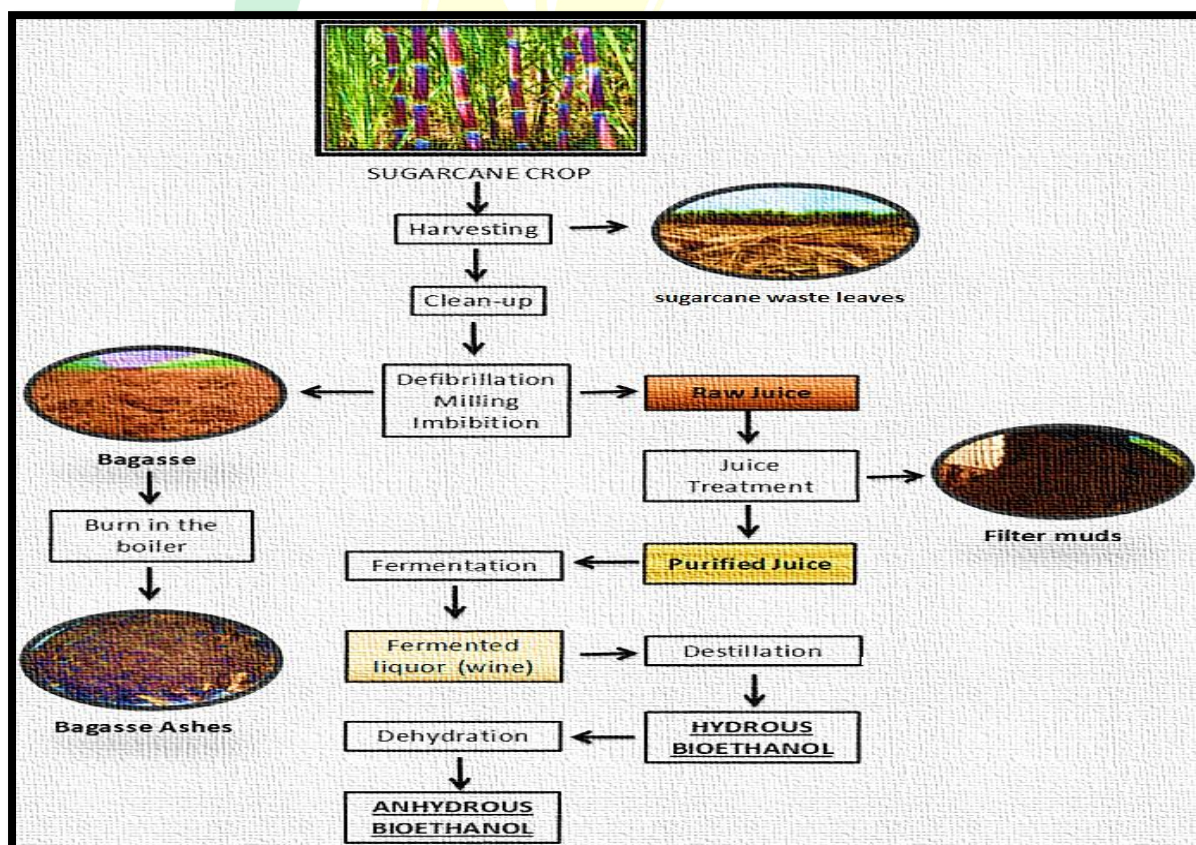 SUGARCANE CROP
Harvesting
sugarcane waste leaves
Clean-up
Defibrillation
Milling
Imbibition
Raw Juice
Bagasse
Juice
Treatment
Filter muds
Burn in the
boiler
Purified Juice
Fermentation
Fermented
liquor (wine)
Destillation
Bagasse Ashes
HYDROUS
BIOETHANOL
Dehydration
ANHYDROUS
BIOETHANOL